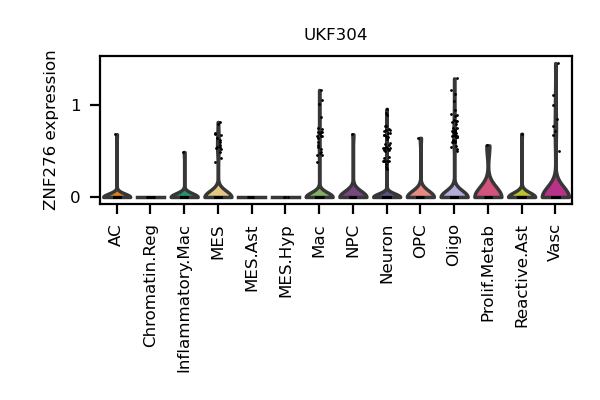 UKF304
ZNF276 expression
1
0
AC
Chromatin.Reg
Inflammatory.Mac
MES
MES.Ast
MES.Hyp
Mac
NPC
Neuron
OPC
Oligo
Prolif.Metab
Reactive.Ast
Vasc